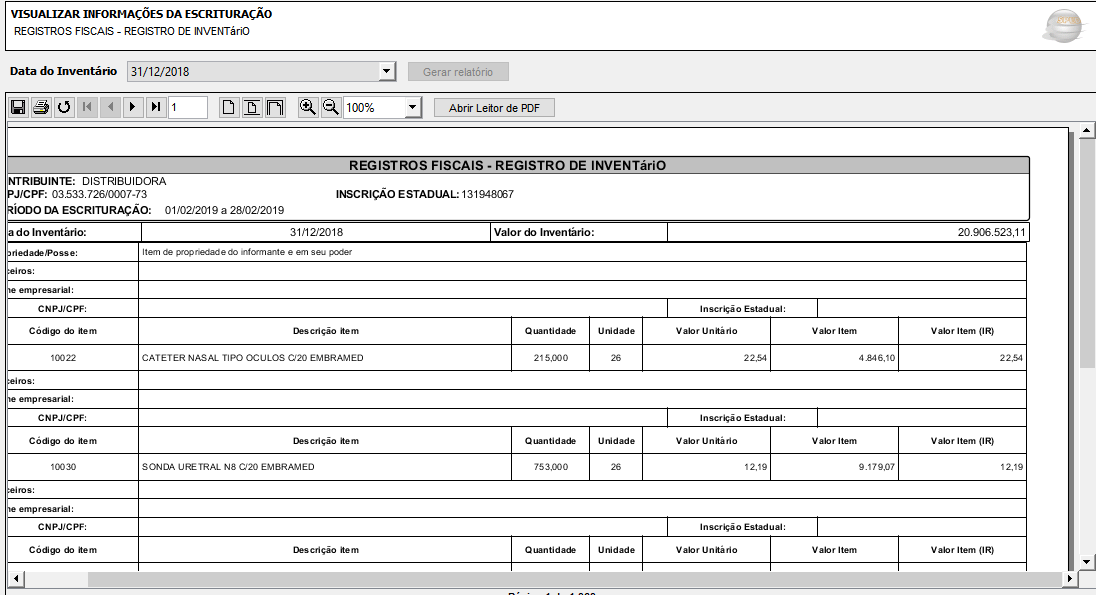 VISUALIZAR INFORMAÇÕES DA ESCRITURAÇÃO
REGISTROS FISCAIS - REGISTRO DE INVENTáriO
Data do Inventário 31/12/2018 Gerar relatório
1 100% Abrir Leitor de PDF
REGISTROS FISCAIS - REGISTRO DE INVENTáriO
NTRIBUINTE: DISTRIBUIDORA
PJ/CPF: 03.533.726/0007-73 INSCRIÇÃO ESTADUAL: 131948067
RÍODO DA ESCRITURAÇÃO: 01/02/2019 a 28/02/2019
a do Inventário: 31/12/2018 Valor do Inventário: 20.906.523,11
priedade/Posse: Item de propriedade do informante e em seu poder
ceiros:
ne empresarial:
CNPJ/CPF: Inscrição Estadual:
Código do item Descrição item Quantidade Unidade Valor Unitário Valor Item Valor Item (IR)
10022 CATETER NASAL TIPO OCULOS C/20 EMBRAMED 215,000 26 22,54 4.846,10 22,54
ceiros:
ne empresarial:
CNPJ/CPF: Inscrição Estadual:
Código do item Descrição item Quantidade Unidade Valor Unitário Valor Item Valor Item (IR)
10030 SONDA URETRAL N8 C/20 EMBRAMED 753,000 26 12,19 9.179,07 12,19
ceiros:
ne empresarial:
CNPJ/CPF: Inscrição Estadual:
Código do item Descrição item Quantidade Unidade Valor Unitário Valor Item Valor Item (IR)